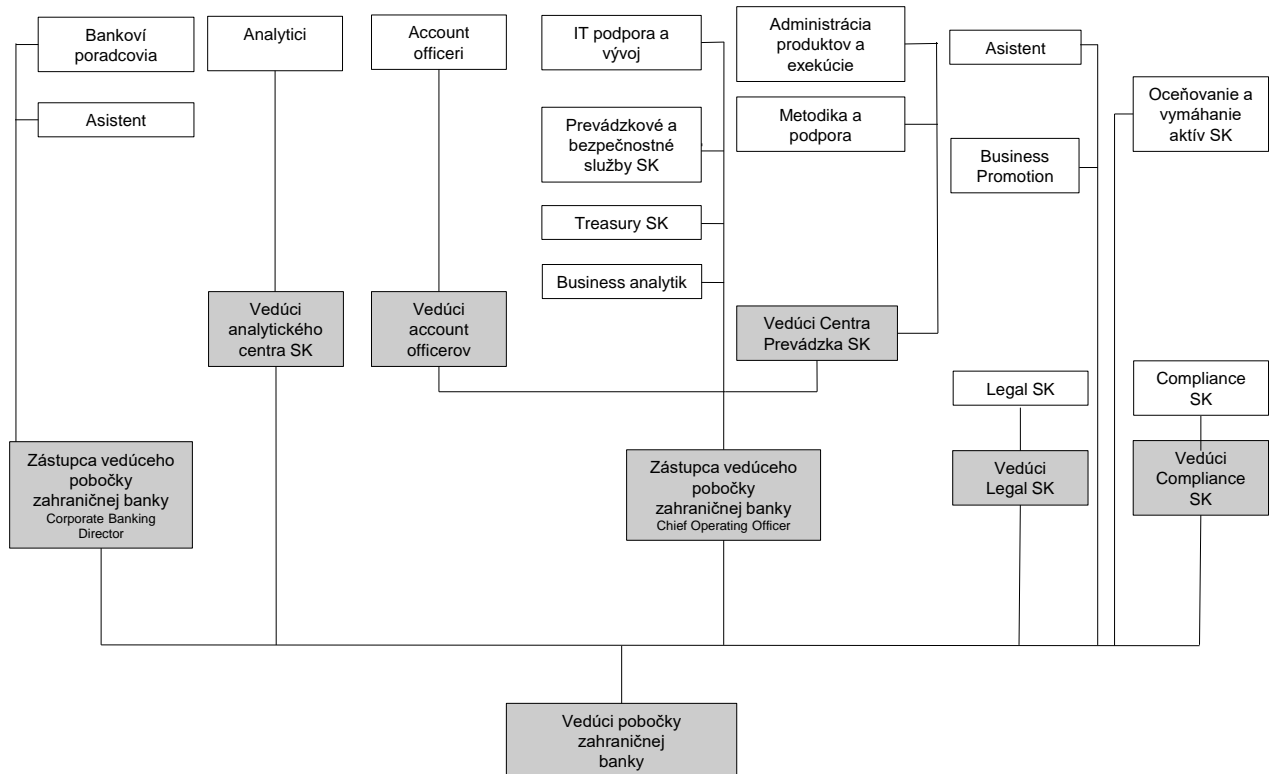 Bankoví
poradcovia
Analytici
Account
officeri
IT podpora a
vývoj
Administrácia
produktov a
exekúcie
Asistent
Asistent
Prevádzkové a
bezpečnostné
služby SK
Metodika a
podpora
Business
Promotion
Oceňovanie a
vymáhanie
aktív SK
Treasury SK
Business analytik
Vedúci
analytického
centra SK
Vedúci
account
officerov
Vedúci Centra
Prevádzka SK
Legal SK
Compliance
SK
Zástupca vedúceho
pobočky
zahraničnej banky
Corporate Banking
Director
Zástupca vedúceho
pobočky
zahraničnej banky
Chief Operating Officer
Vedúci
Legal SK
Vedúci
Compliance
SK
Vedúci pobočky
zahraničnej
banky